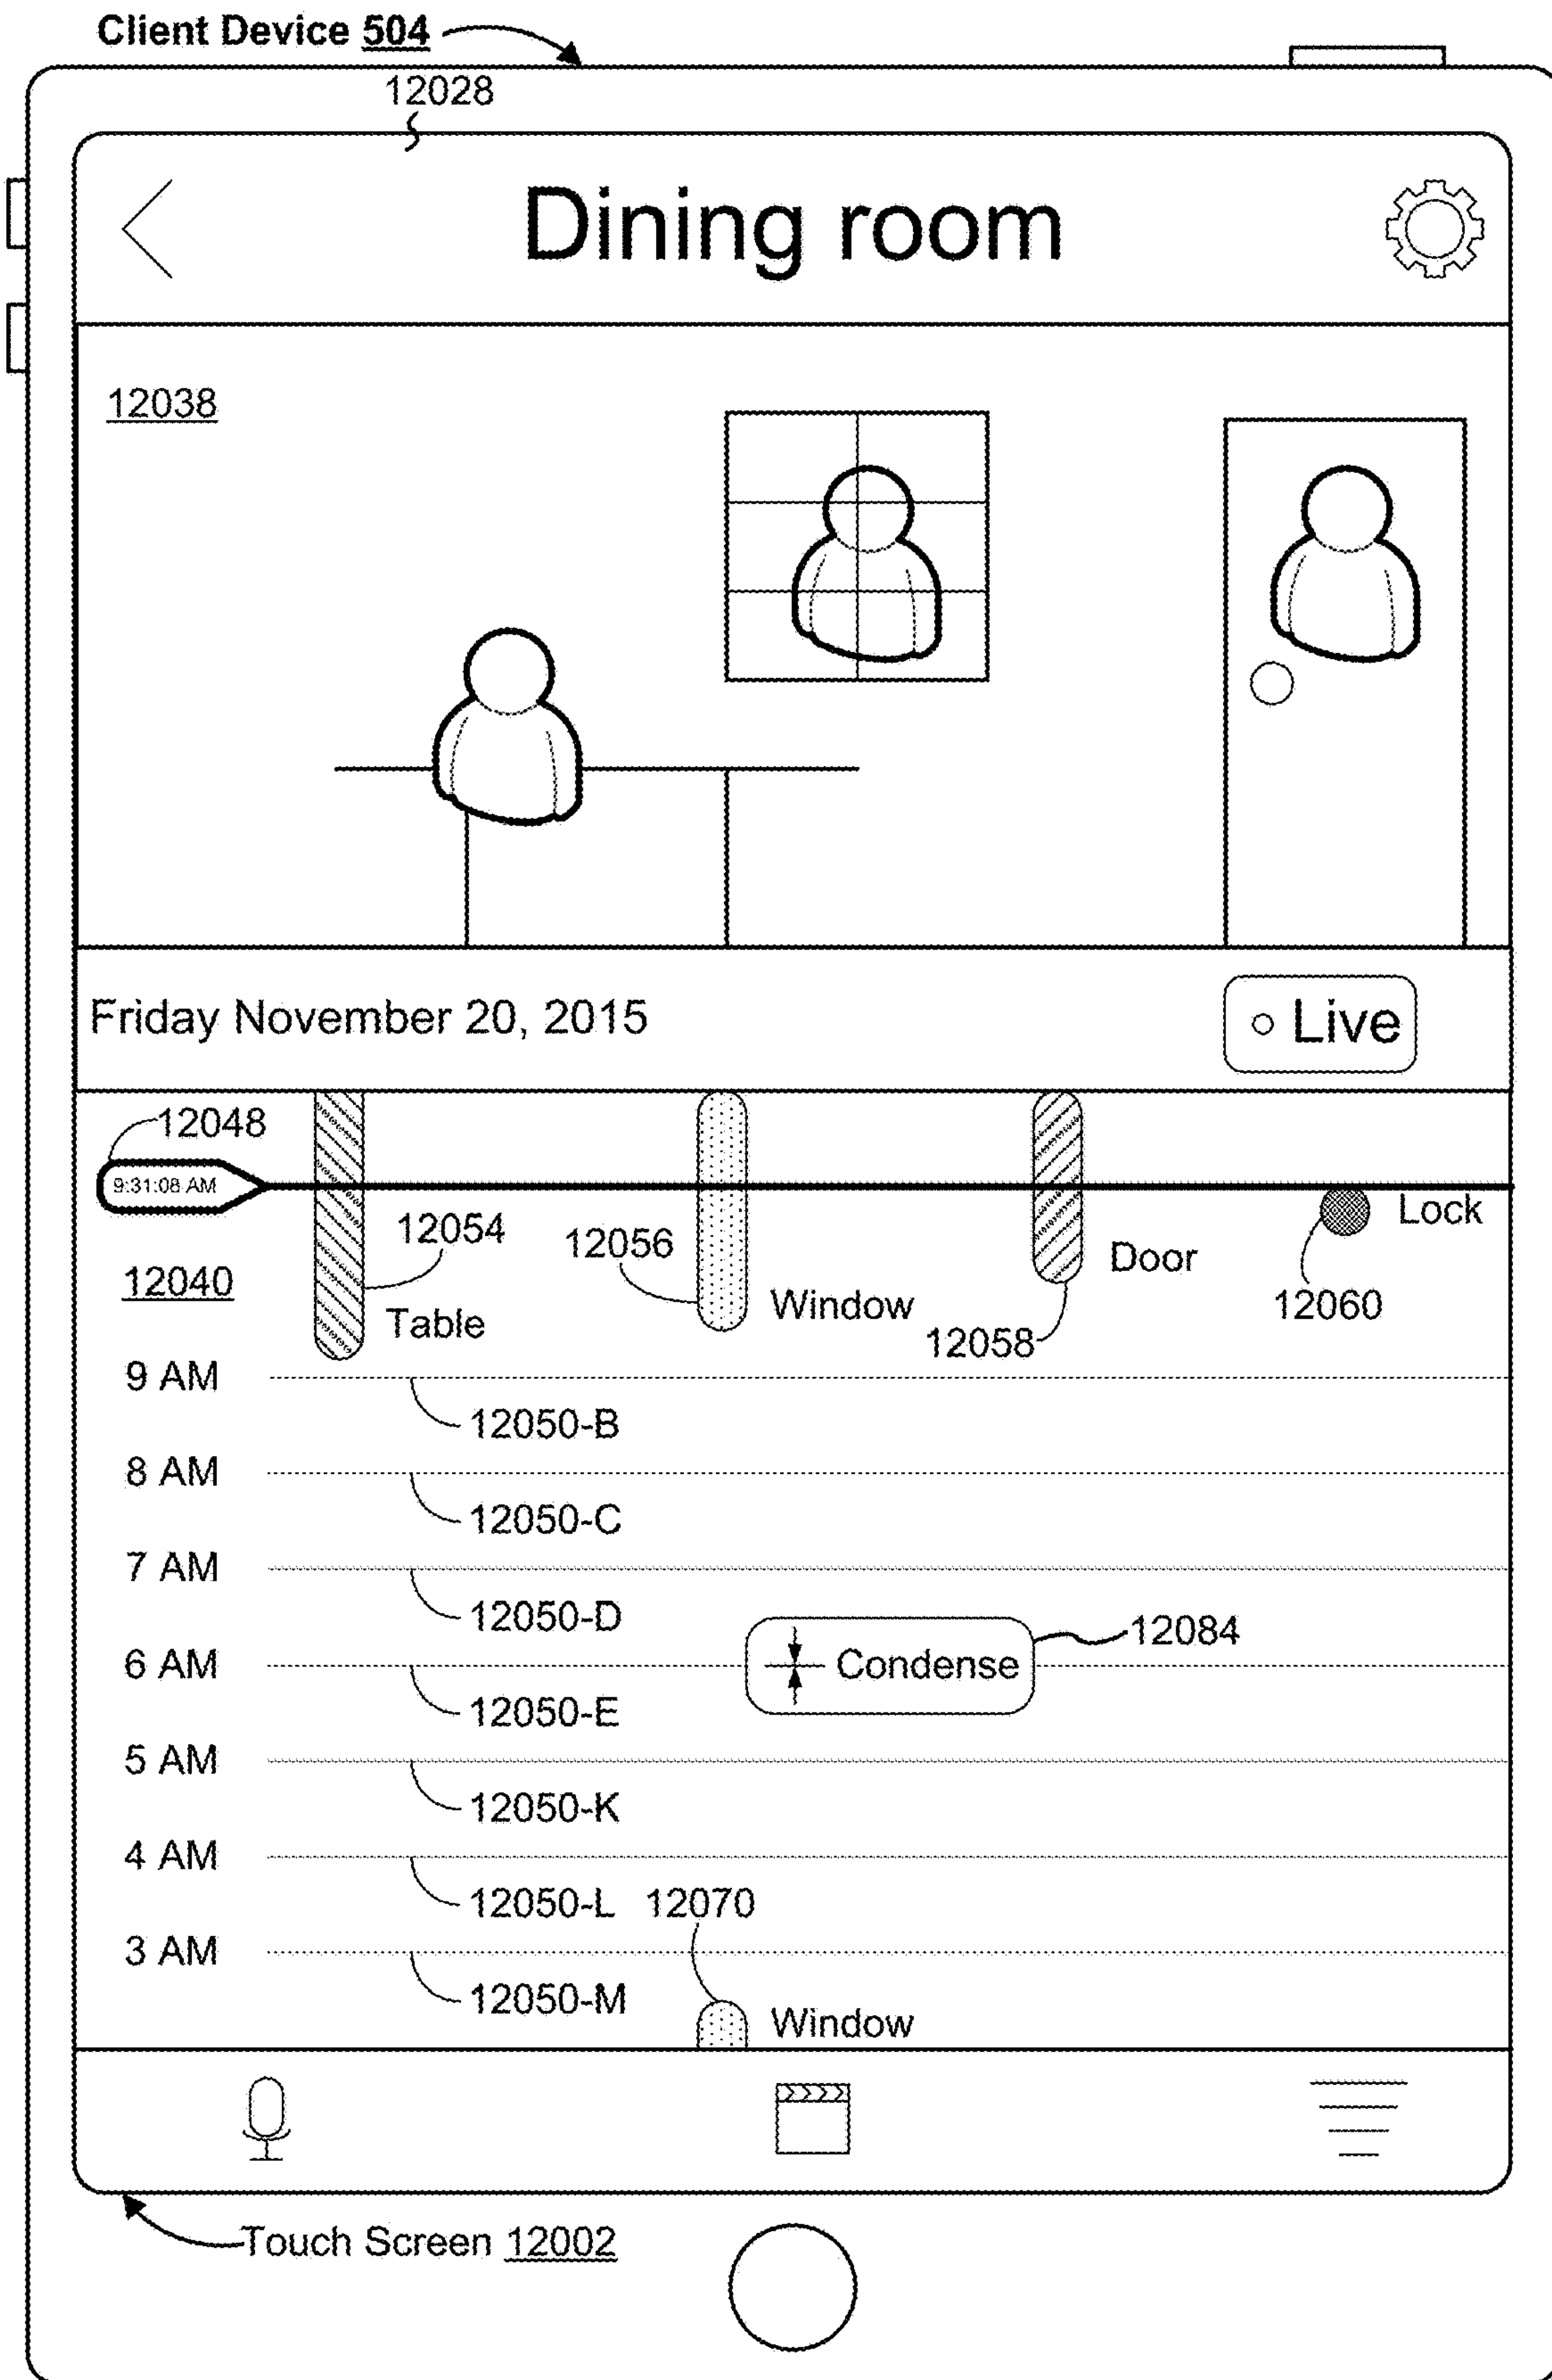 Client Device 504
12028
Dining room
12038
Friday November 20, 2015
Live
12048
9:31:08 AM
Lock
12054
12056
Door
12040
Table
Window
12058
12060
9 AM
12050-B
8 AM
12050-C
7 AM
12050-D
12084
6 AM
Condense
12050-E
5 AM
12050-K
4 AM
12050-L
12070
3 AM
12050-M
Window
Touch Screen 12002